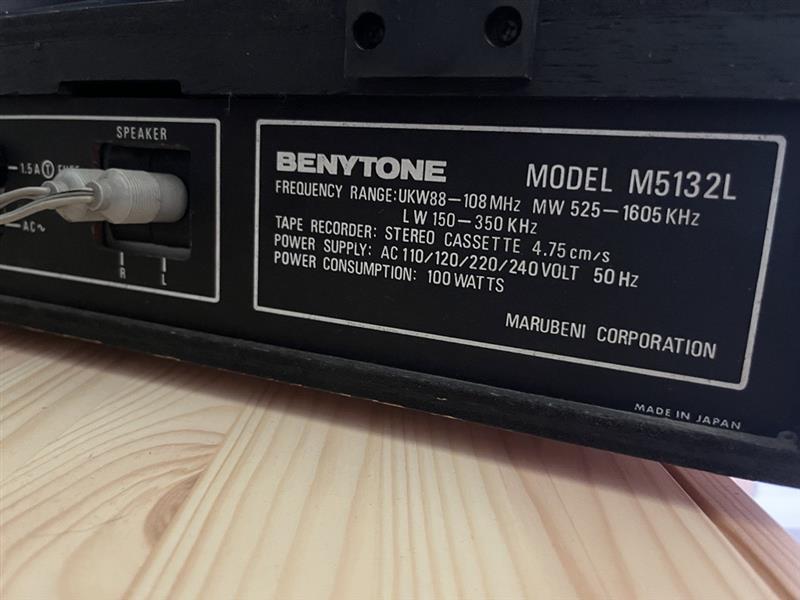 SPEAKER
1.5A Ⓣ FUSE
AC~
R L
BENYTONE MODEL M5132L
FREQUENCY RANGE: UKW88—108MHZ MW 525—1605 KHZ
LW 150—350 KHZ
TAPE RECORDER: STEREO CASSETTE 4.75 cm/s
POWER SUPPLY: AC 110/120/220/240 VOLT 50 HZ
POWER CONSUMPTION: 100 WATTS
MARUBENI CORPORATION
MADE IN JAPAN